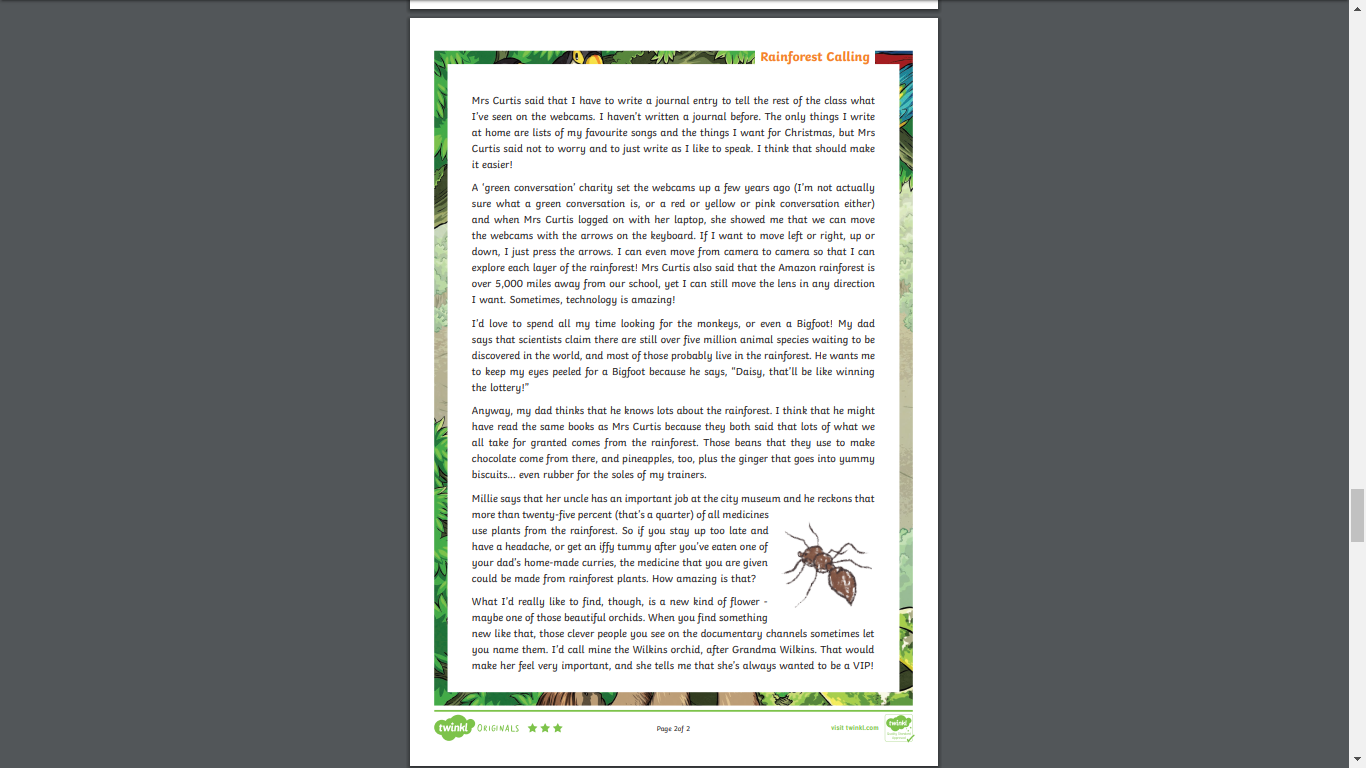 Rainforest Calling
Mrs Curtis said that I have to write a journal entry to tell the rest of the class what
I've seen on the webcams. I haven't written a journal before. The only things I write
at home are lists of my favourite songs and the things I want for Christmas, but Mrs
Curtis said not to worry and to just write as I like to speak. I think that should make
it easier!
A 'green conversation' charity set the webcams up a few years ago (I'm not actually
sure what a green conversation is, or a red or yellow or pink conversation either)
and when Mrs Curtis logged on with her laptop, she showed me that we can move
the webcams with the arrows on the keyboard. If I want to move left or right, up or
down, I just press the arrows. I can even move from camera to camera so that I can
explore each layer of the rainforest! Mrs Curtis also said that the Amazon rainforest is
over 5,000 miles away from our school, yet I can still move the lens in any direction
I want. Sometimes, technology is amazing!
I'd love to spend all my time looking for the monkeys, or even a Bigfoot! My dad
says that scientists claim there are still over five million animal species waiting to be
discovered in the world, and most of those probably live in the rainforest. He wants me
to keep my eyes peeled for a Bigfoot because he says, "Daisy, that'll be like winning
the lottery!"
Anyway, my dad thinks that he knows lots about the rainforest. I think that he might
have read the same books as Mrs Curtis because they both said that lots of what we
all take for granted comes from the rainforest. Those beans that they use to make
chocolate come from there, and pineapples, too, plus the ginger that goes into yummy
biscuits... even rubber for the soles of my trainers.
Millie says that her uncle has an important job at the city museum and he reckons that
more than twenty-five percent (that's a quarter) of all medicines
use plants from the rainforest. So if you stay up too late and
have a headache, or get an iffy tummy after you've eaten one of
your dad's home-made curries, the medicine that you are given
could be made from rainforest plants. How amazing is that?
What I'd really like to find, though, is a new kind of flower -
maybe one of those beautiful orchids. When you find something
new like that, those clever people you see on the documentary channels sometimes let
you name them. I'd call mine the Wilkins orchid, after Grandma Wilkins. That would
make her feel very important, and she tells me that she's always wanted to be a VIP!
twinkl ORIGINALS
Page 2of 2
visit twinkl.com
twinkl